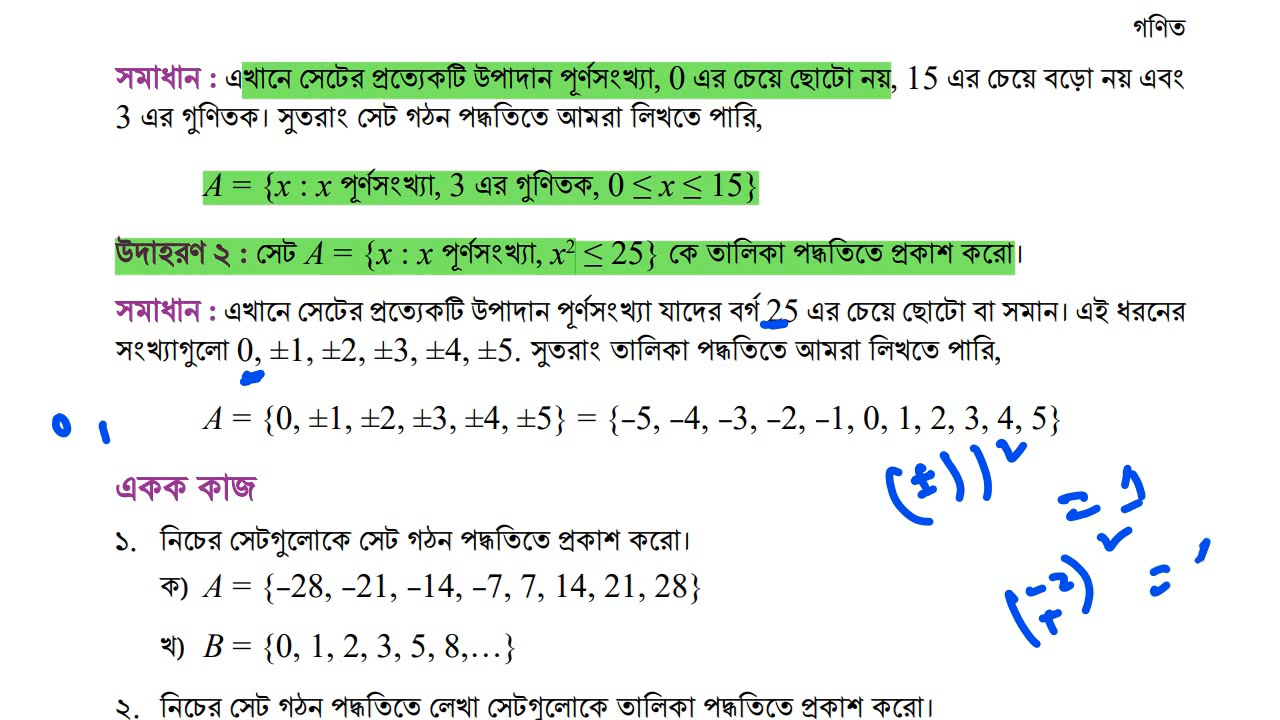 গণিত
সমাধান : এখানে সেটের প্রত্যেকটি উপাদান পূর্ণসংখ্যা, 0 এর চেয়ে ছোটো নয়, 15 এর চেয়ে বড়ো নয় এবং
3 এর গুণিতক। সুতরাং সেট গঠন পদ্ধতিতে আমরা লিখতে পারি,
A = {x : x পূর্ণসংখ্যা, 3 এর গুণিতক, 0 ≤ x ≤ 15}
উদাহরণ ২ : সেট A = {x : x পূর্ণসংখ্যা, x² ≤ 25} কে তালিকা পদ্ধতিতে প্রকাশ করো।
সমাধান : এখানে সেটের প্রত্যেকটি উপাদান পূর্ণসংখ্যা যাদের বর্গ 25 এর চেয়ে ছোটো বা সমান। এই ধরনের
সংখ্যাগুলো 0, ±1, ±2, ±3, ±4, ±5. সুতরাং তালিকা পদ্ধতিতে আমরা লিখতে পারি,
0 1
A = {0, ±1, ±2, ±3, ±4, ±5} = {–5, –4, –3, –2, –1, 0, 1, 2, 3, 4, 5}
(±1)² = 1
একক কাজ
১. নিচের সেটগুলোকে সেট গঠন পদ্ধতিতে প্রকাশ করো।
ক) A = {–28, –21, –14, –7, 7, 14, 21, 28}
খ) B = {0, 1, 2, 3, 5, 8,…}
২. নিচের সেট গঠন পদ্ধতিতে লেখা সেটগুলোকে তালিকা পদ্ধতিতে প্রকাশ করো।